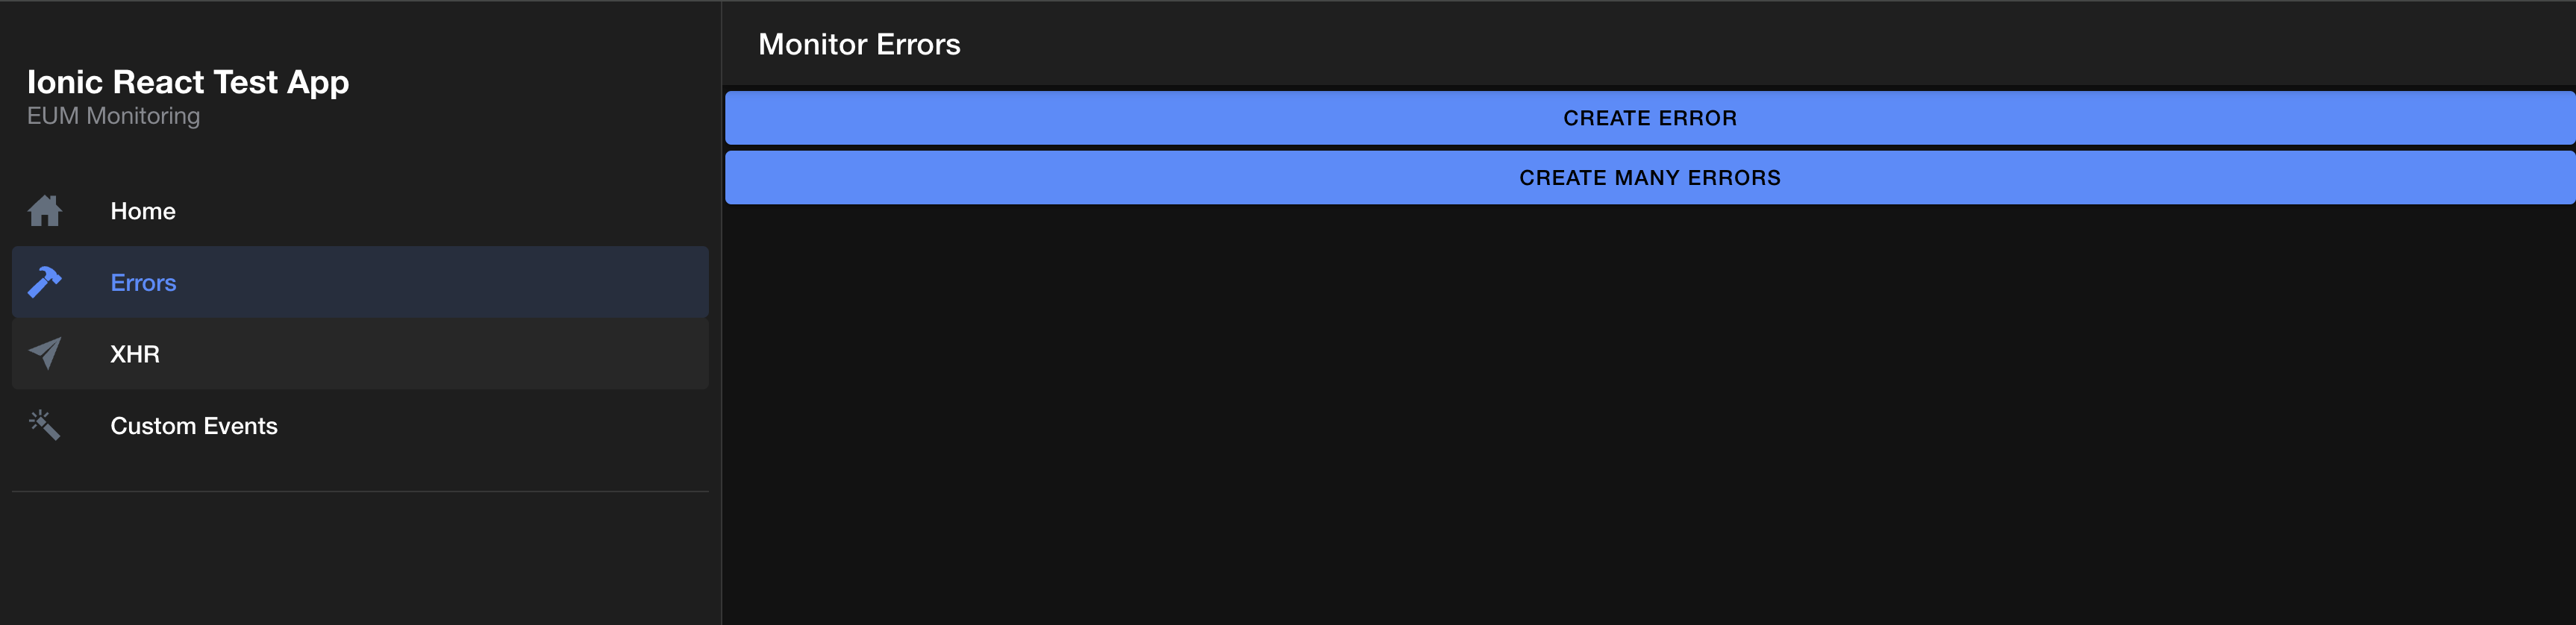 Ionic React Test App
EUM Monitoring
Home
Errors
XHR
Custom Events
Monitor Errors
CREATE ERROR
CREATE MANY ERRORS